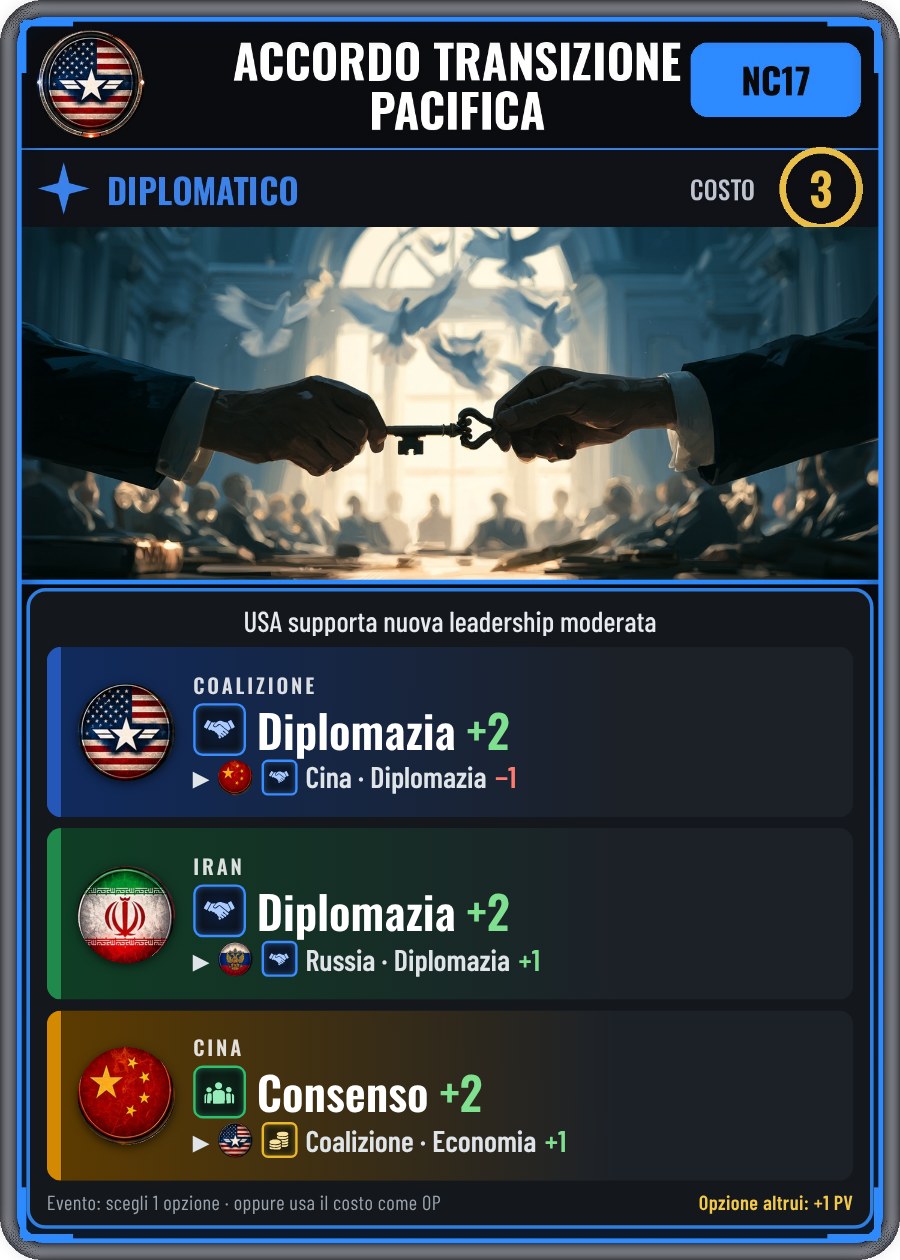 ACCORDO TRANSIZIONE
PACIFICA
NC17
DIPLOMATICO
COSTO
3
USA supporta nuova leadership moderata
COALIZIONE
Diplomazia +2
▶ Cina · Diplomazia −1
IRAN
Diplomazia +2
▶ Russia · Diplomazia +1
CINA
Consenso +2
▶ Coalizione · Economia +1
Evento: scegli 1 opzione · oppure usa il costo come OP
Opzione altrui: +1 PV